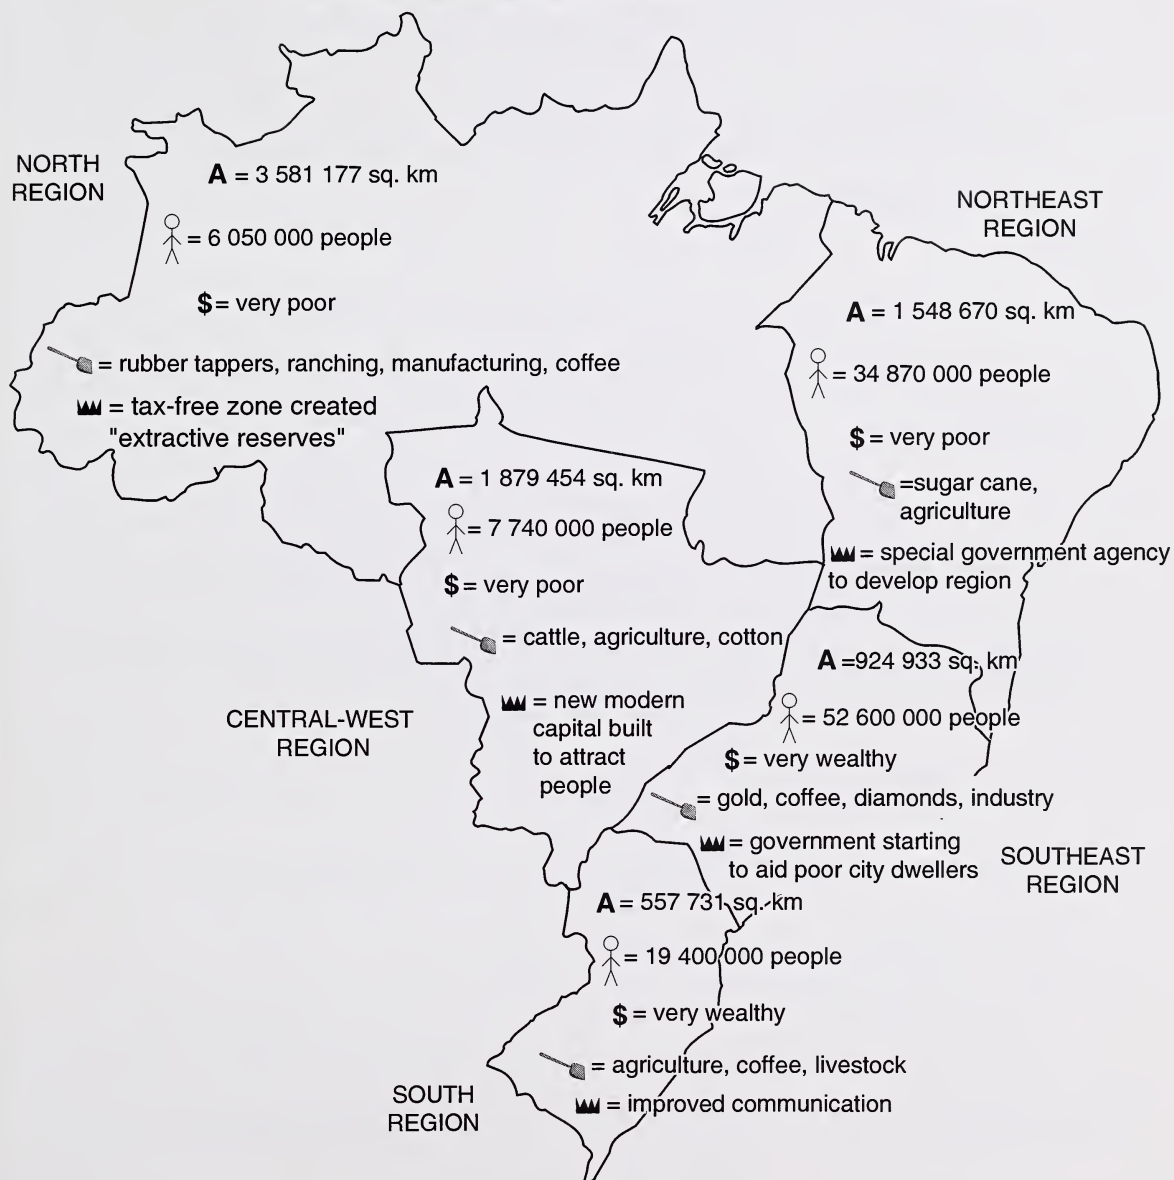 NORTH
REGION
A = 3 581 177 sq. km
= 6 050 000 people
$ = very poor
= rubber tappers, ranching, manufacturing, coffee
= tax-free zone created
"extractive reserves"
NORTHEAST
REGION
A = 1 548 670 sq. km
= 34 870 000 people
$ = very poor
=sugar cane,
agriculture
= special government agency
to develop region
CENTRAL-WEST
REGION
A = 1 879 454 sq. km
= 7 740 000 people
$ = very poor
= cattle, agriculture, cotton
= new modern
capital built
to attract
people
SOUTHEAST
REGION
A =924 933 sq. km
= 52 600 000 people
$ = very wealthy
= gold, coffee, diamonds, industry
= government starting
to aid poor city dwellers
SOUTH
REGION
A = 557 731 sq. km
= 19 400 000 people
$ = very wealthy
= agriculture, coffee, livestock
= improved communication